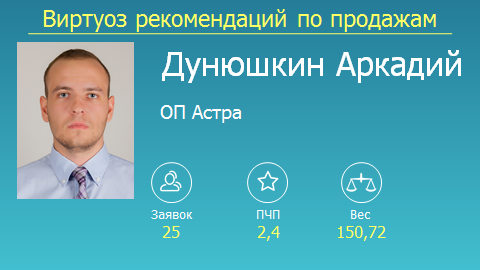 Виртуоз рекомендаций по продажам
Дунюшкин Аркадий
ОП Астра
Заявок ПЧП Вес
25 2,4 150,72